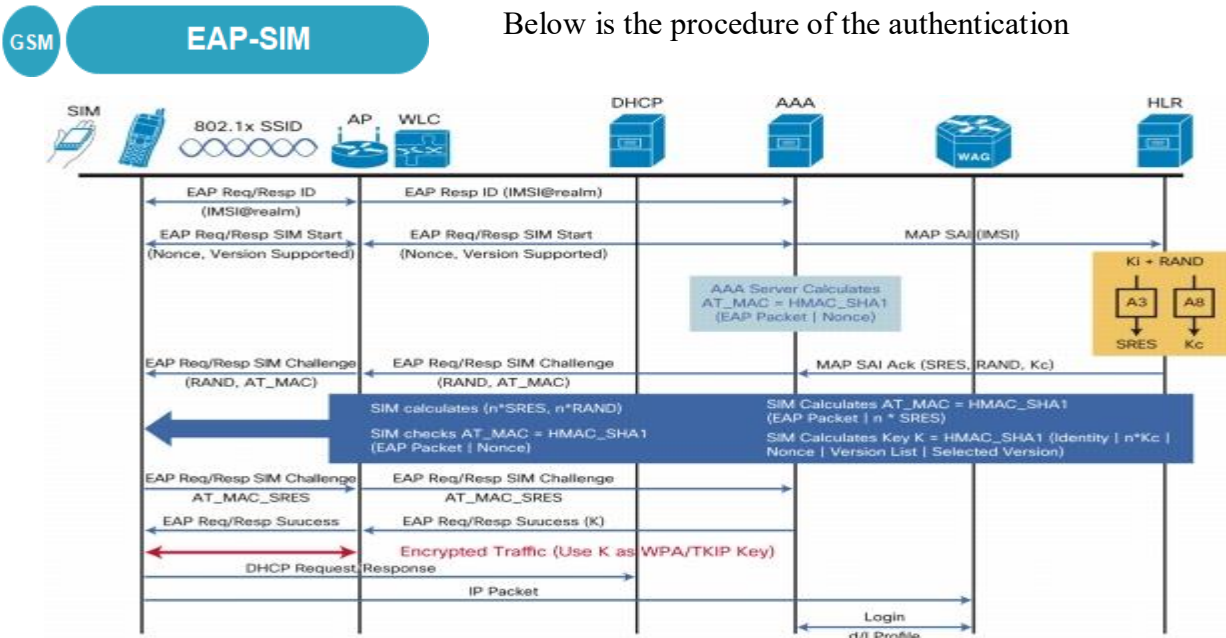 GSM
EAP-SIM
Below is the procedure of the authentication
SIM
802.1x SSID
AP
WLC
DHCP
AAA
WAG
HLR
EAP Req/Resp ID
(IMSI@realm)
EAP Resp ID (IMSI@realm)
EAP Req/Resp SIM Start
(Nonce, Version Supported)
EAP Req/Resp SIM Start
(Nonce, Version Supported)
MAP SAI (IMSI)
Ki + RAND
A3
A8
SRES
Kc
AAA Server Calculates
AT_MAC = HMAC_SHA1
(EAP Packet | Nonce)
EAP Req/Resp SIM Challenge
(RAND, AT_MAC)
EAP Req/Resp SIM Challenge
(RAND, AT_MAC)
MAP SAI Ack (SRES, RAND, Kc)
SIM calculates (n*SRES, n*RAND)
SIM checks AT_MAC = HMAC_SHA1
(EAP Packet | Nonce)
SIM Calculates AT_MAC = HMAC_SHA1
(EAP Packet | n * SRES)
SIM Calculates Key K = HMAC_SHA1 (Identity | n*Kc |
Nonce | Version List | Selected Version)
EAP Req/Resp SIM Challenge
AT_MAC_SRES
EAP Req/Resp SIM Challenge
AT_MAC_SRES
EAP Req/Resp Suucess
EAP Req/Resp Suucess (K)
Encrypted Traffic (Use K as WPA/TKIP Key)
DHCP Request/Response
IP Packet
Login
d/l Profile